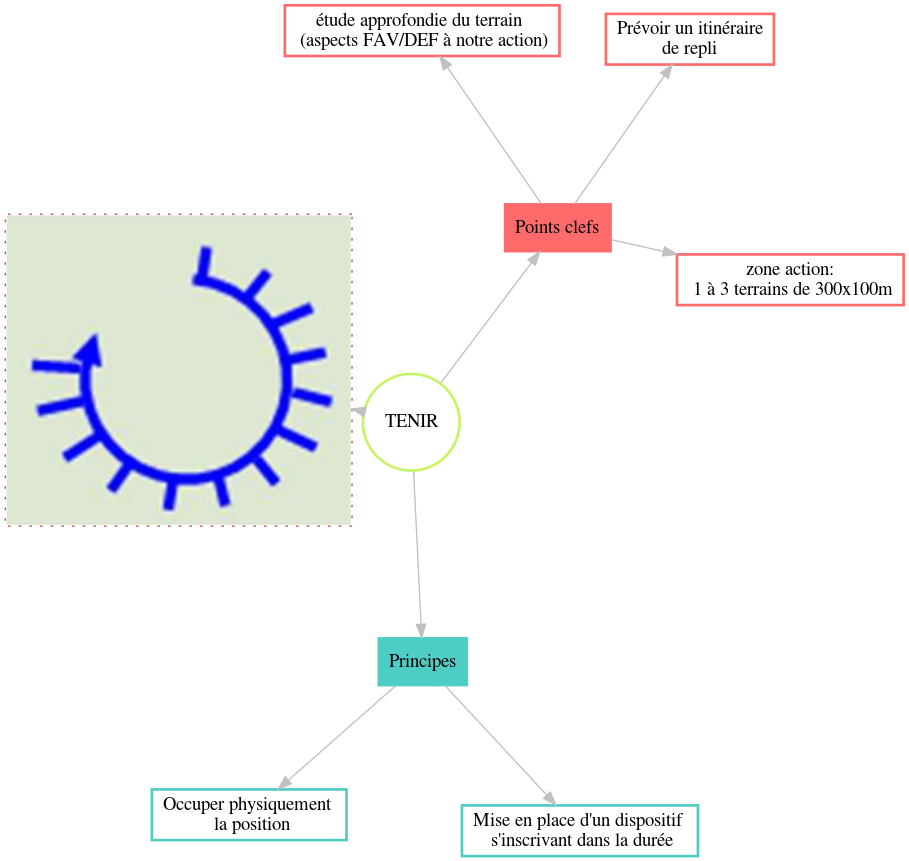 étude approfondie du terrain
(aspects FAV/DEF à notre action)
Prévoir un itinéraire
de repli
Points clefs
zone action:
1 à 3 terrains de 300x100m
TENIR
Principes
Occuper physiquement
la position
Mise en place d'un dispositif
s'inscrivant dans la durée